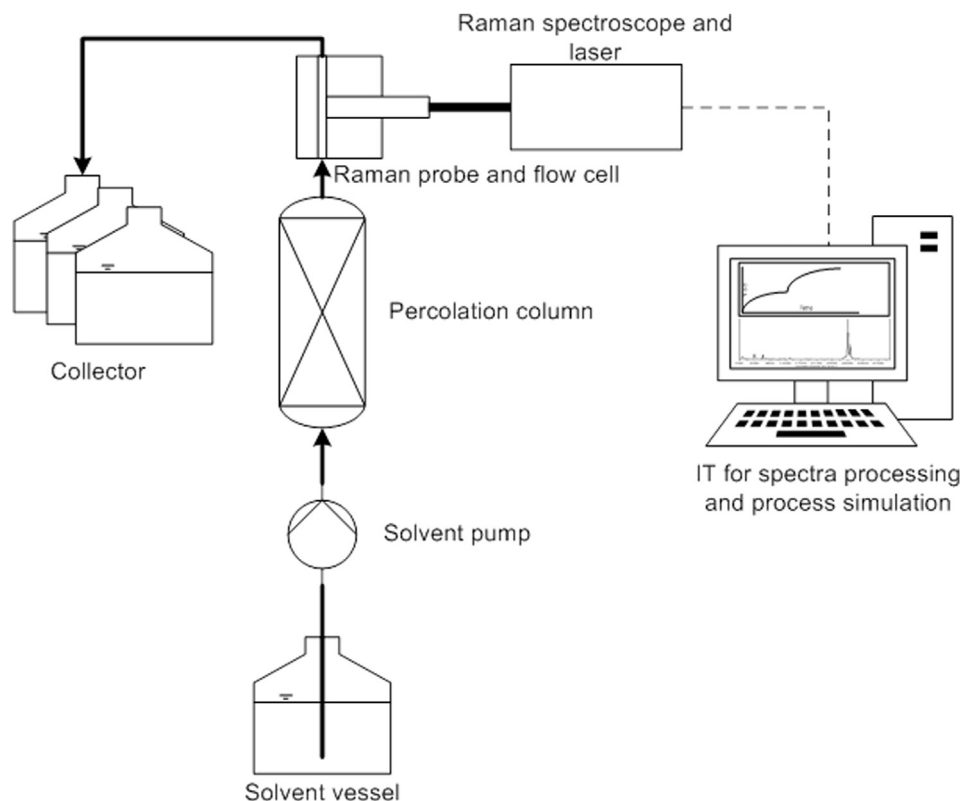 Raman spectroscope and
laser
Raman probe and flow cell
Percolation column
Collector
IT for spectra processing
and process simulation
Solvent pump
Solvent vessel